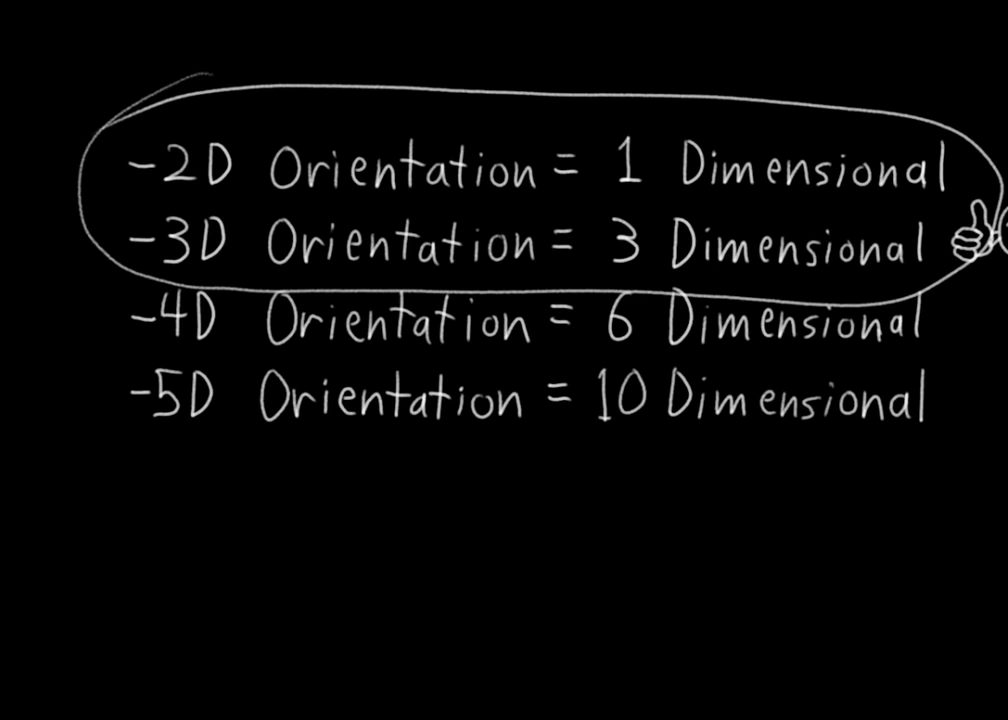 -2D Orientation = 1 Dimensional
-3D Orientation = 3 Dimensional
-4D Orientation = 6 Dimensional
-5D Orientation = 10 Dimensional